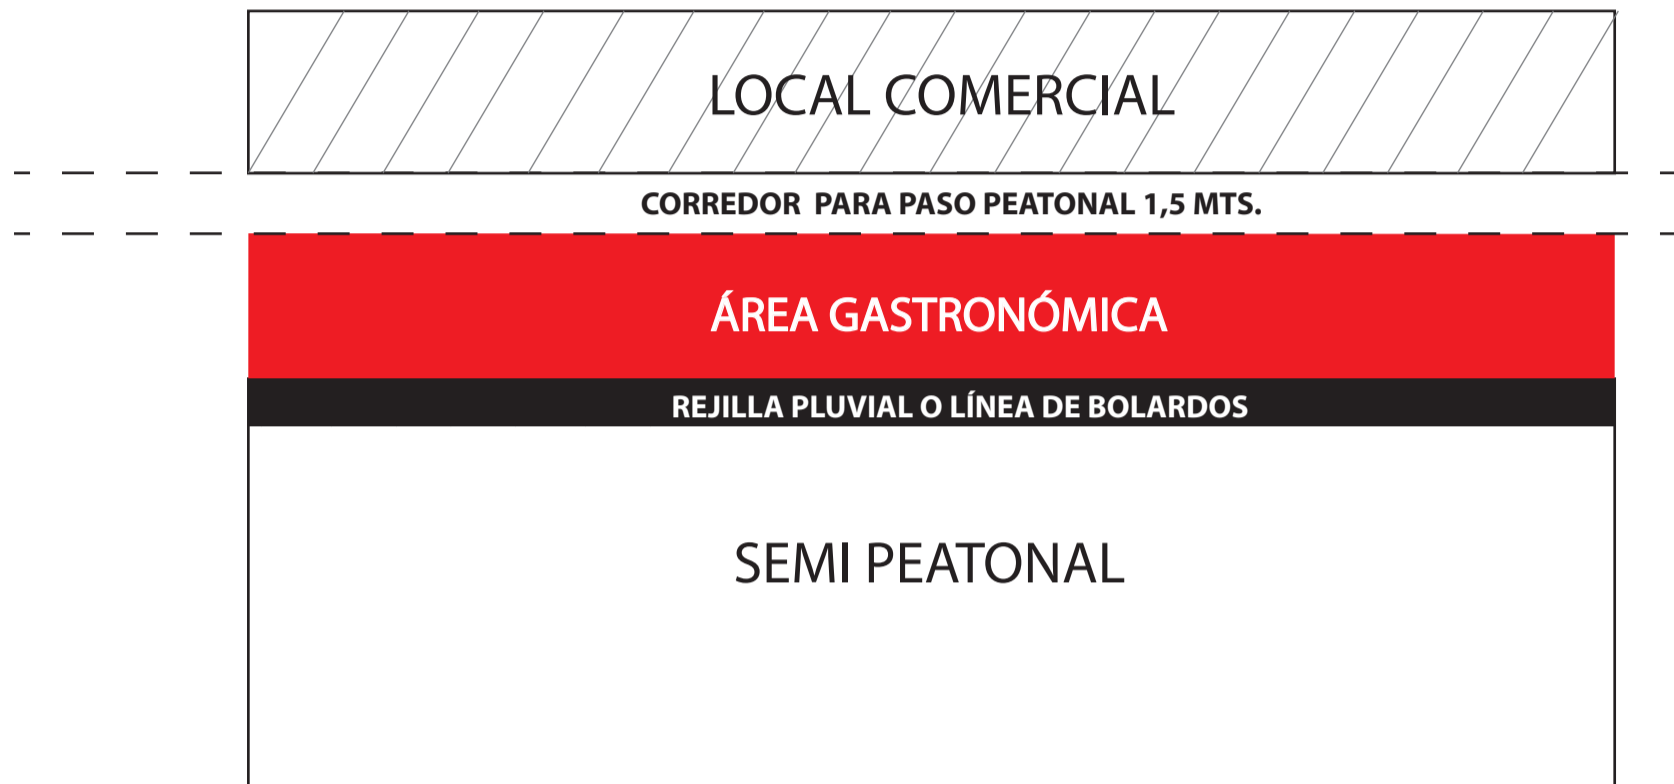 LOCAL COMERCIAL
CORREDOR PARA PASO PEATONAL 1,5 MTS.
ÁREA GASTRONÓMICA
REJILLA PLUVIAL O LÍNEA DE BOLARDOS
SEMI PEATONAL